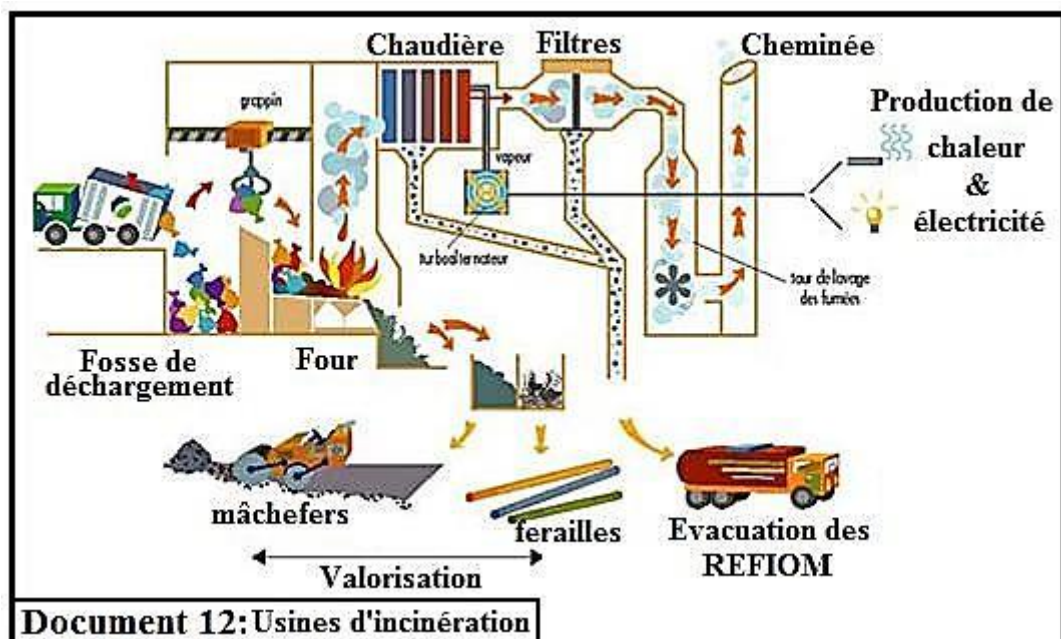 Chaudière
Filtres
Cheminée
grappin
vapeur
Production de
chaleur
&
électricité
turboalternateur
tour de lavage
des fumées
Fosse de
déchargement
Four
mâchefers
ferailles
Evacuation des
REFIOM
Valorisation
Document 12: Usines d'incinération